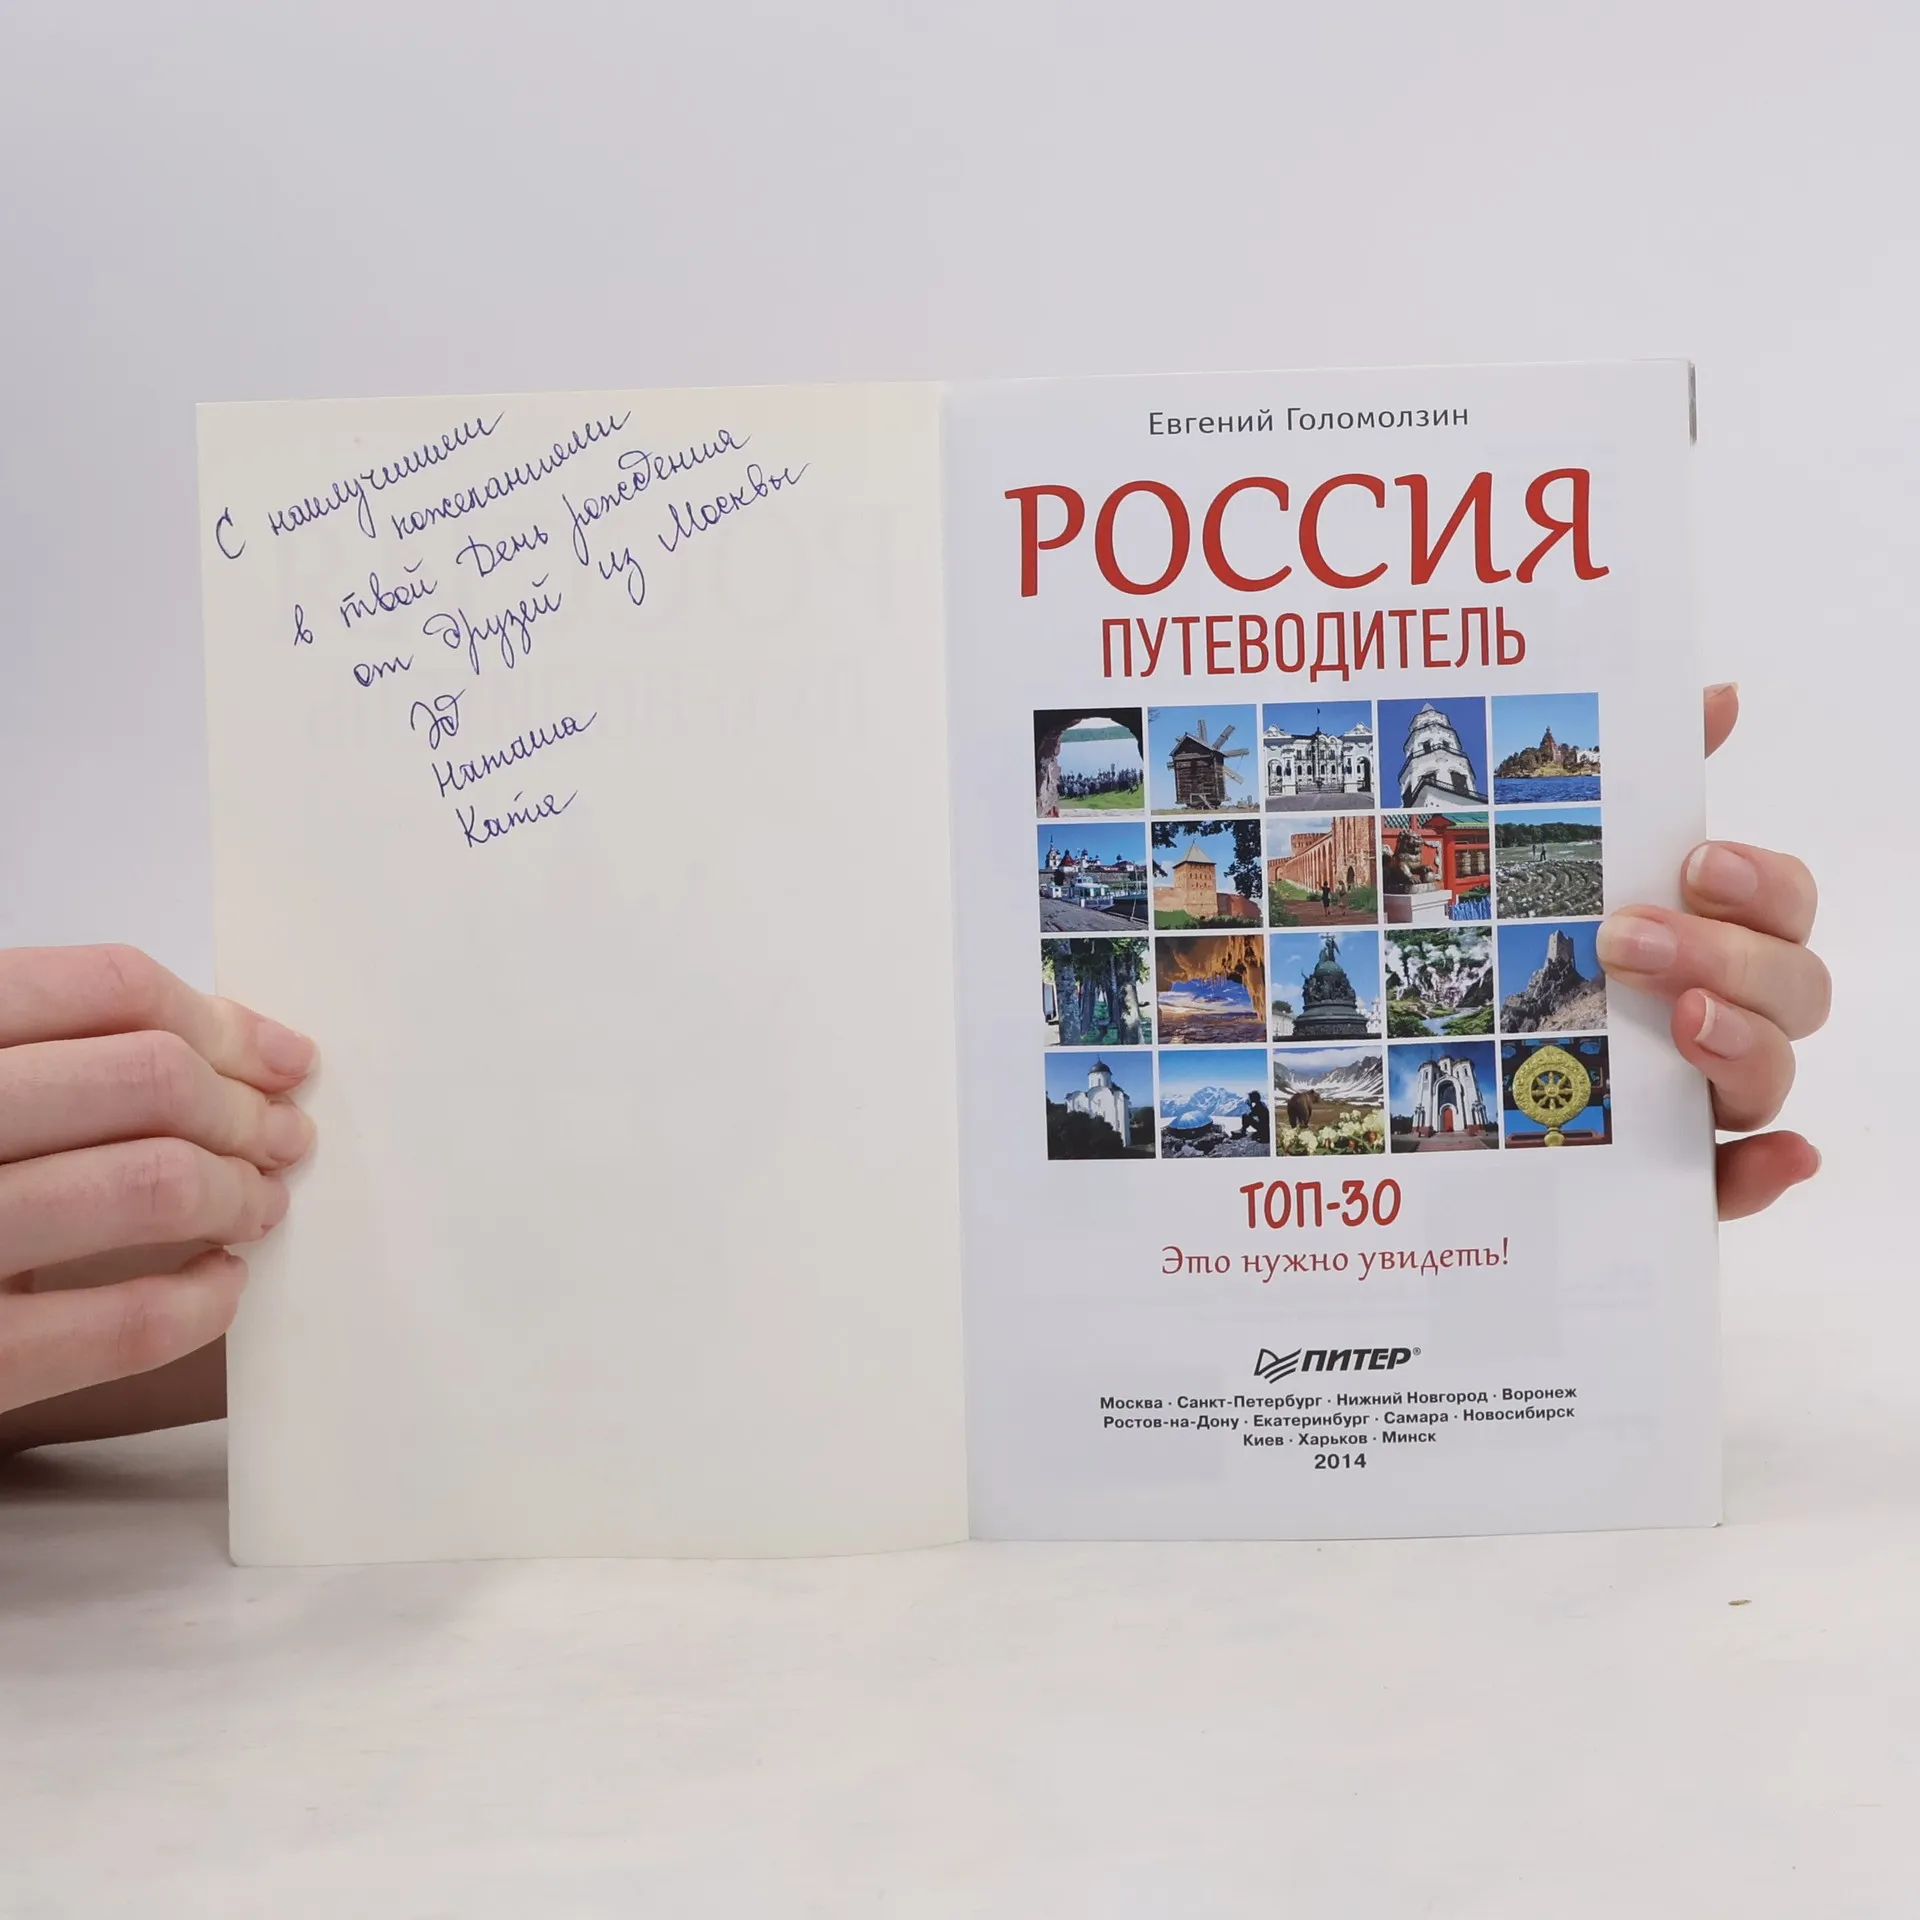 С наилучшими
пожеланиями
в твой День рождения
от друзей из Москвы
Эд
Наташа
Катя
Евгений Голомолзин
РОССИЯ
ПУТЕВОДИТЕЛЬ
ТОП-30
Это нужно увидеть!
ПИТЕР®
Москва · Санкт-Петербург · Нижний Новгород · Воронеж
Ростов-на-Дону · Екатеринбург · Самара · Новосибирск
Киев · Харьков · Минск
2014